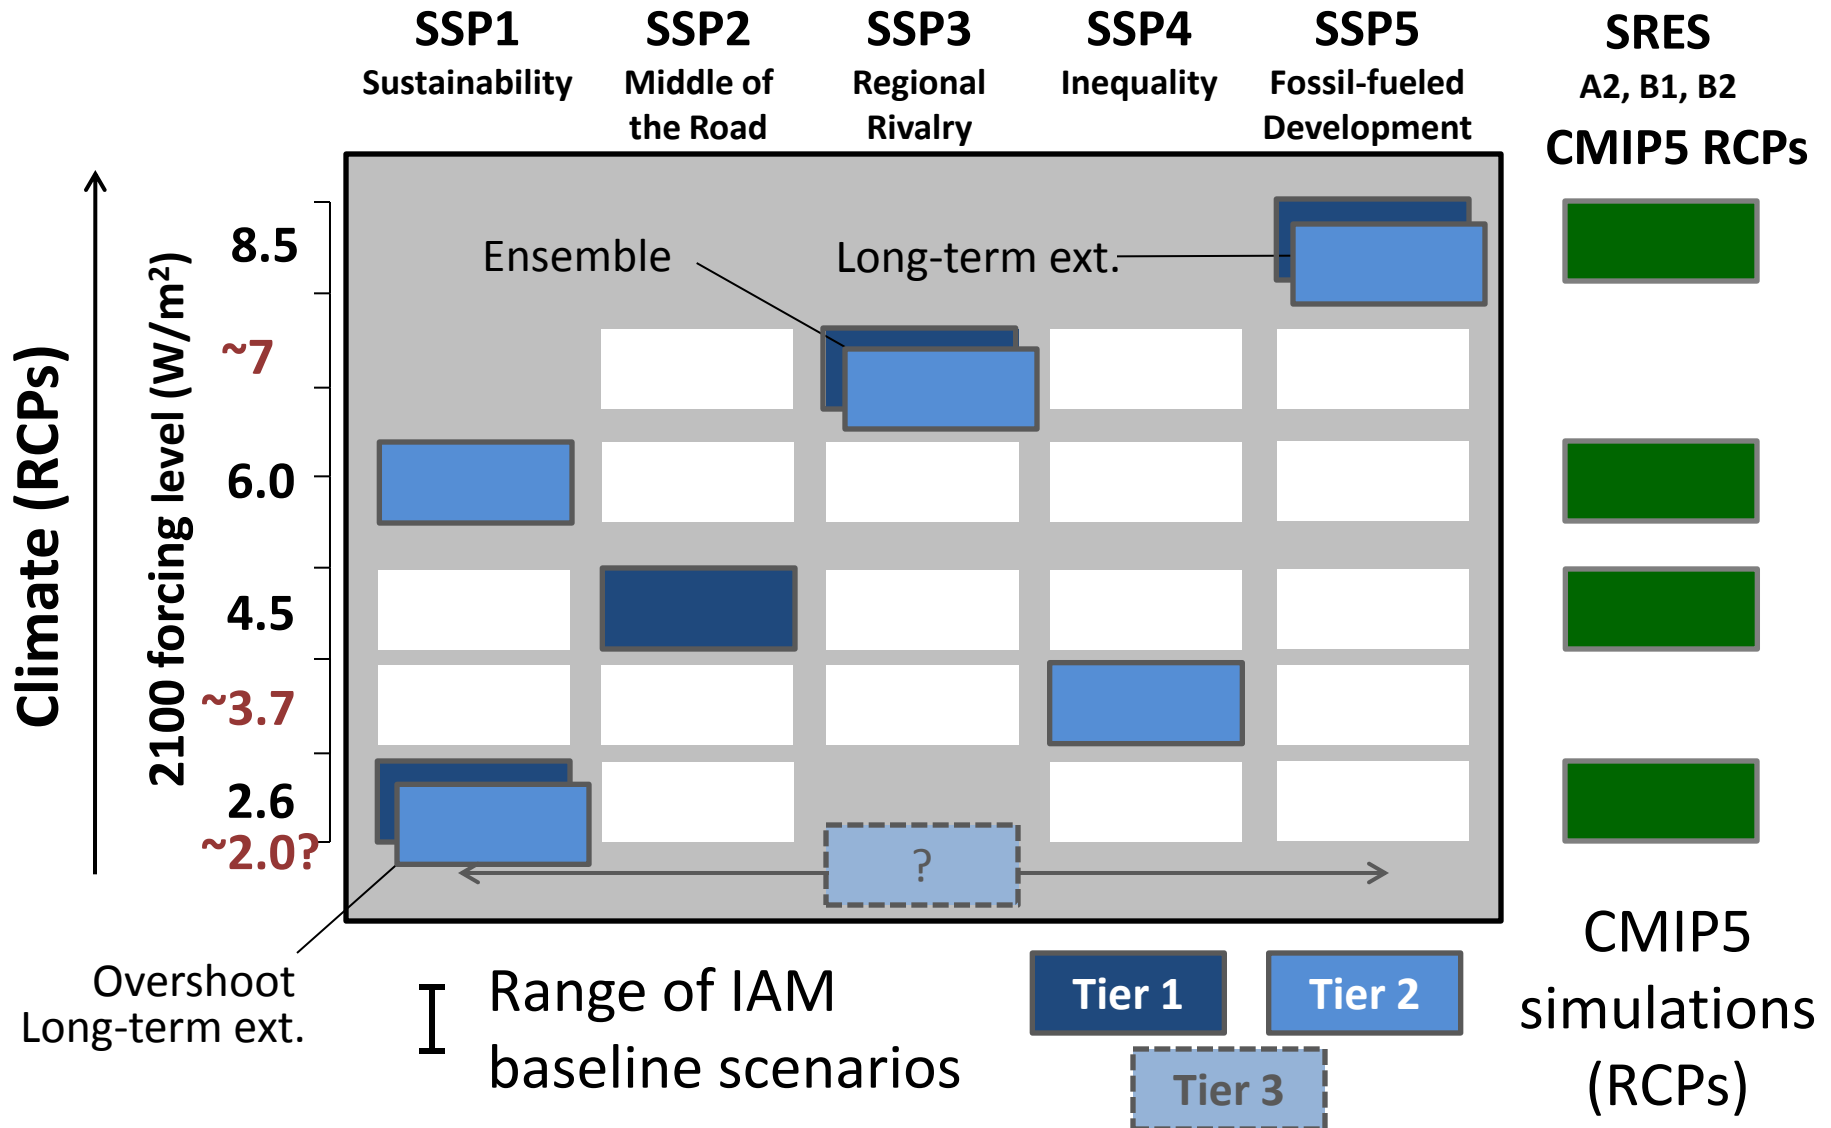 SSP1
Sustainability
SSP2
Middle of
the Road
SSP3
Regional
Rivalry
SSP4
Inequality
SSP5
Fossil-fueled
Development
SRES
A2, B1, B2
CMIP5 RCPs
Climate (RCPs)
2100 forcing level (W/m²)
8.5
~7
6.0
4.5
~3.7
2.6
~2.0?
Ensemble
Long-term ext.
?
Overshoot
Long-term ext.
Range of IAM
baseline scenarios
Tier 1
Tier 2
Tier 3
CMIP5
simulations
(RCPs)